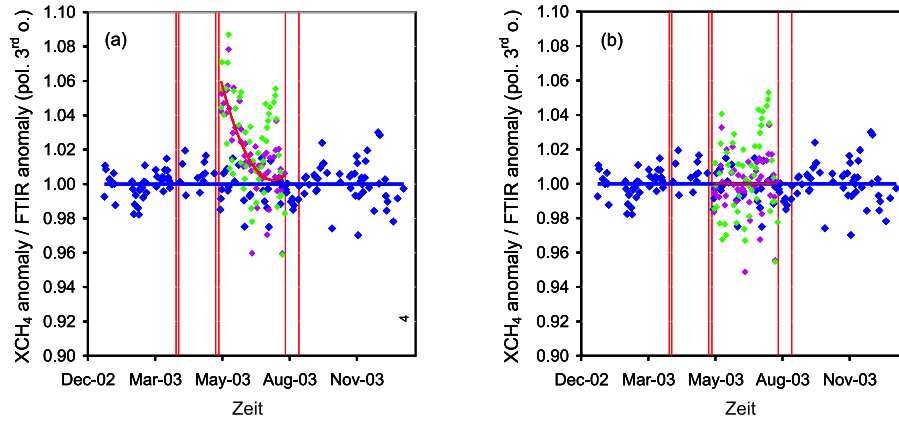 XCH4 anomaly / FTIR anomaly (pol. 3rd o.)
1.10
1.08
1.06
1.04
1.02
1.00
0.98
0.96
0.94
0.92
0.90
(a)
4
Dec-02 Mar-03 May-03 Aug-03 Nov-03
Zeit
XCH4 anomaly / FTIR anomaly (pol. 3rd o.)
1.10
1.08
1.06
1.04
1.02
1.00
0.98
0.96
0.94
0.92
0.90
(b)
Dec-02 Mar-03 May-03 Aug-03 Nov-03
Zeit